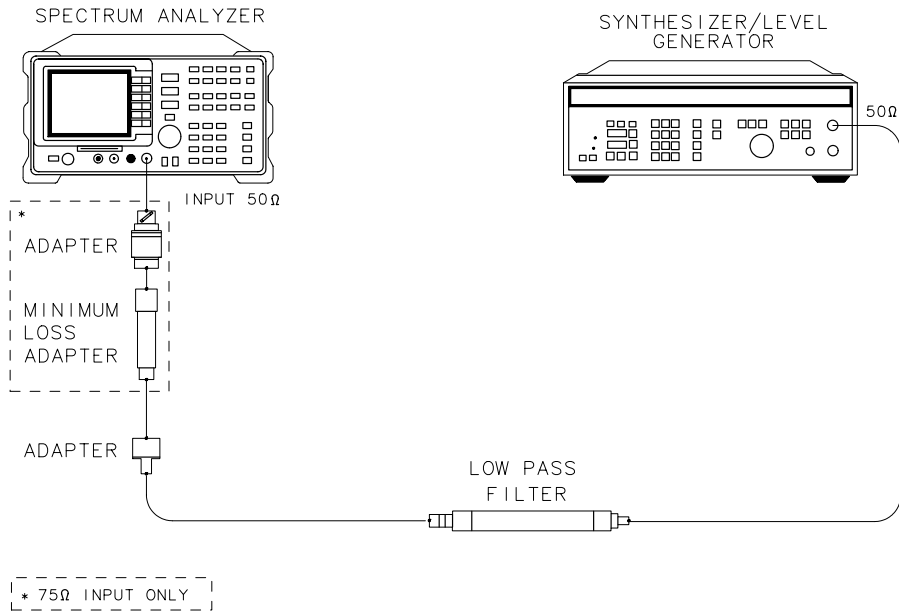 SPECTRUM ANALYZER
SYNTHESIZER/LEVEL
GENERATOR
50Ω
INPUT 50Ω
*
ADAPTER
MINIMUM
LOSS
ADAPTER
ADAPTER
LOW PASS
FILTER
* 75Ω INPUT ONLY